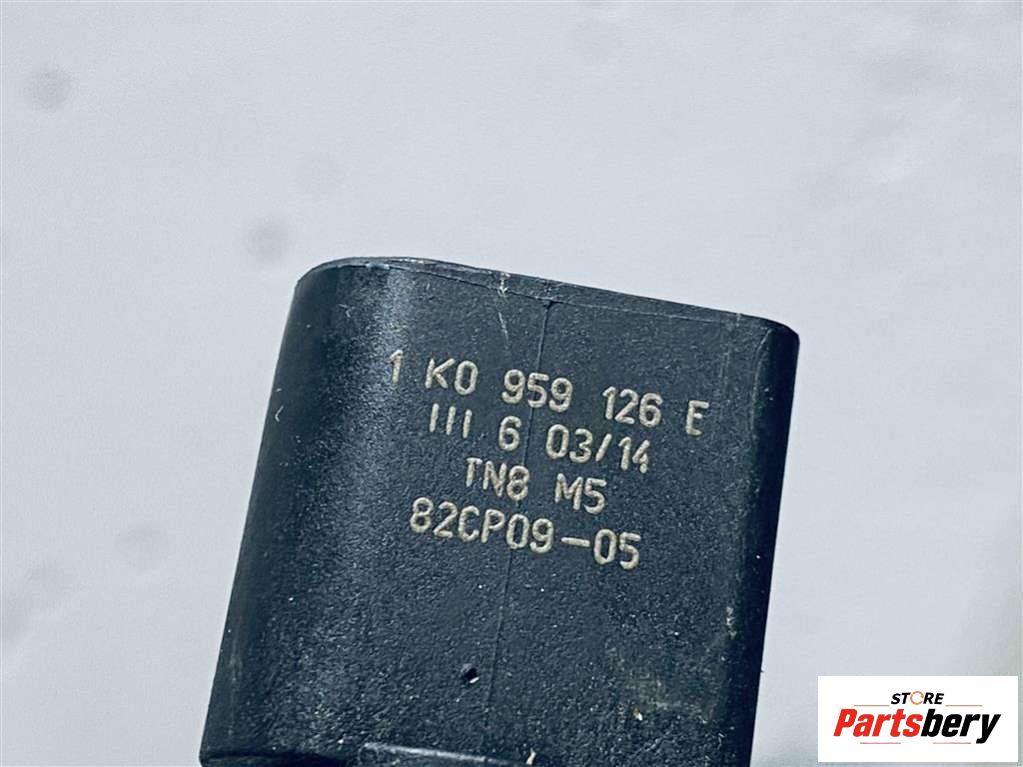 1 K0 959 126 E
III 6 03/14
TN8 M5
82CP09-05
STORE
Partsbery